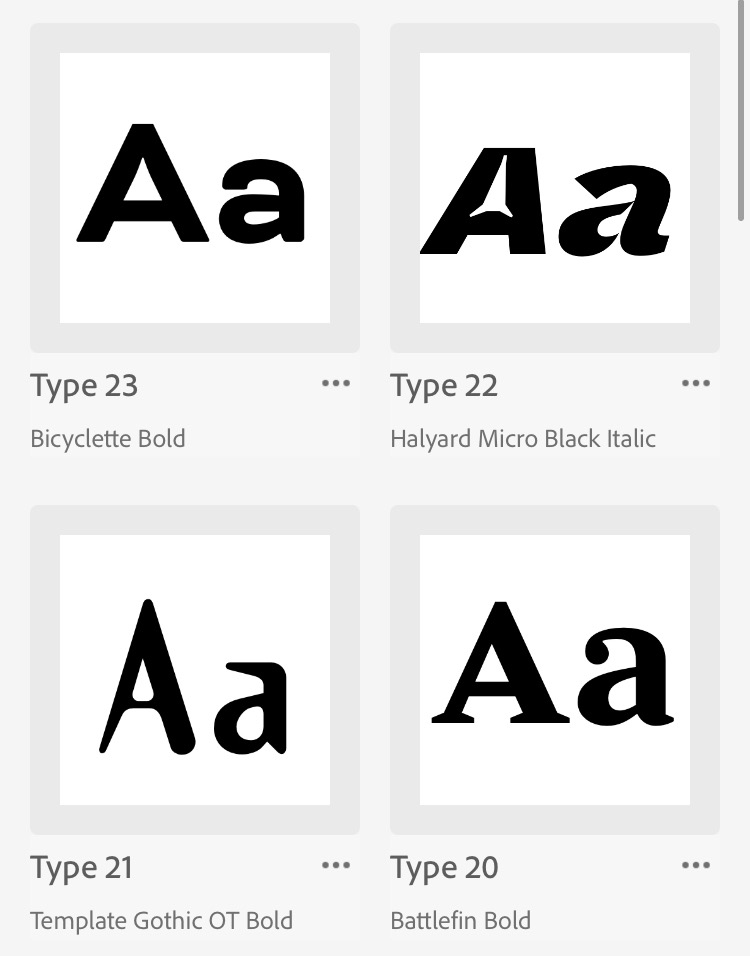 Aa
Aa
Type 23
Type 22
Bicyclette Bold
Halyard Micro Black Italic
Aa
Aa
Type 21
Type 20
Template Gothic OT Bold
Battlefin Bold